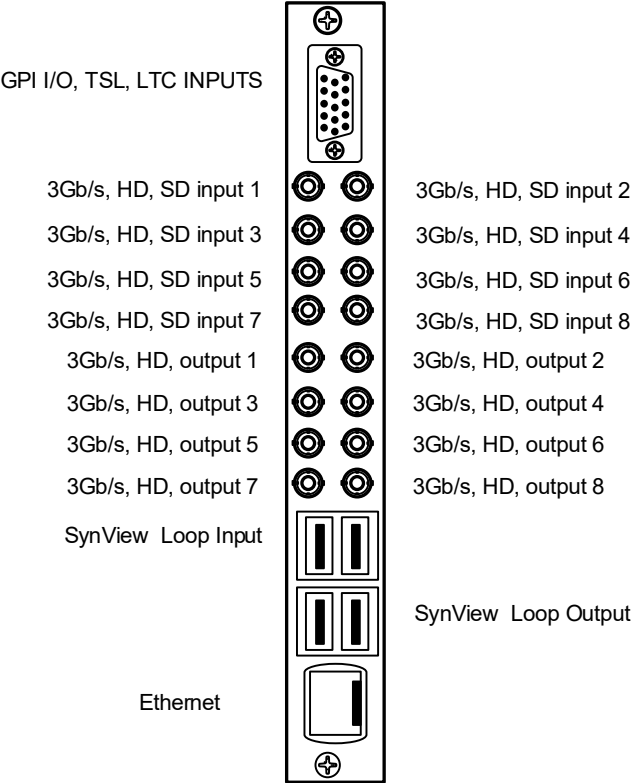 GPI I/O, TSL, LTC INPUTS
3Gb/s, HD, SD input 1
3Gb/s, HD, SD input 2
3Gb/s, HD, SD input 3
3Gb/s, HD, SD input 4
3Gb/s, HD, SD input 5
3Gb/s, HD, SD input 6
3Gb/s, HD, SD input 7
3Gb/s, HD, SD input 8
3Gb/s, HD, output 1
3Gb/s, HD, output 2
3Gb/s, HD, output 3
3Gb/s, HD, output 4
3Gb/s, HD, output 5
3Gb/s, HD, output 6
3Gb/s, HD, output 7
3Gb/s, HD, output 8
SynView  Loop Input
SynView  Loop Output
Ethernet